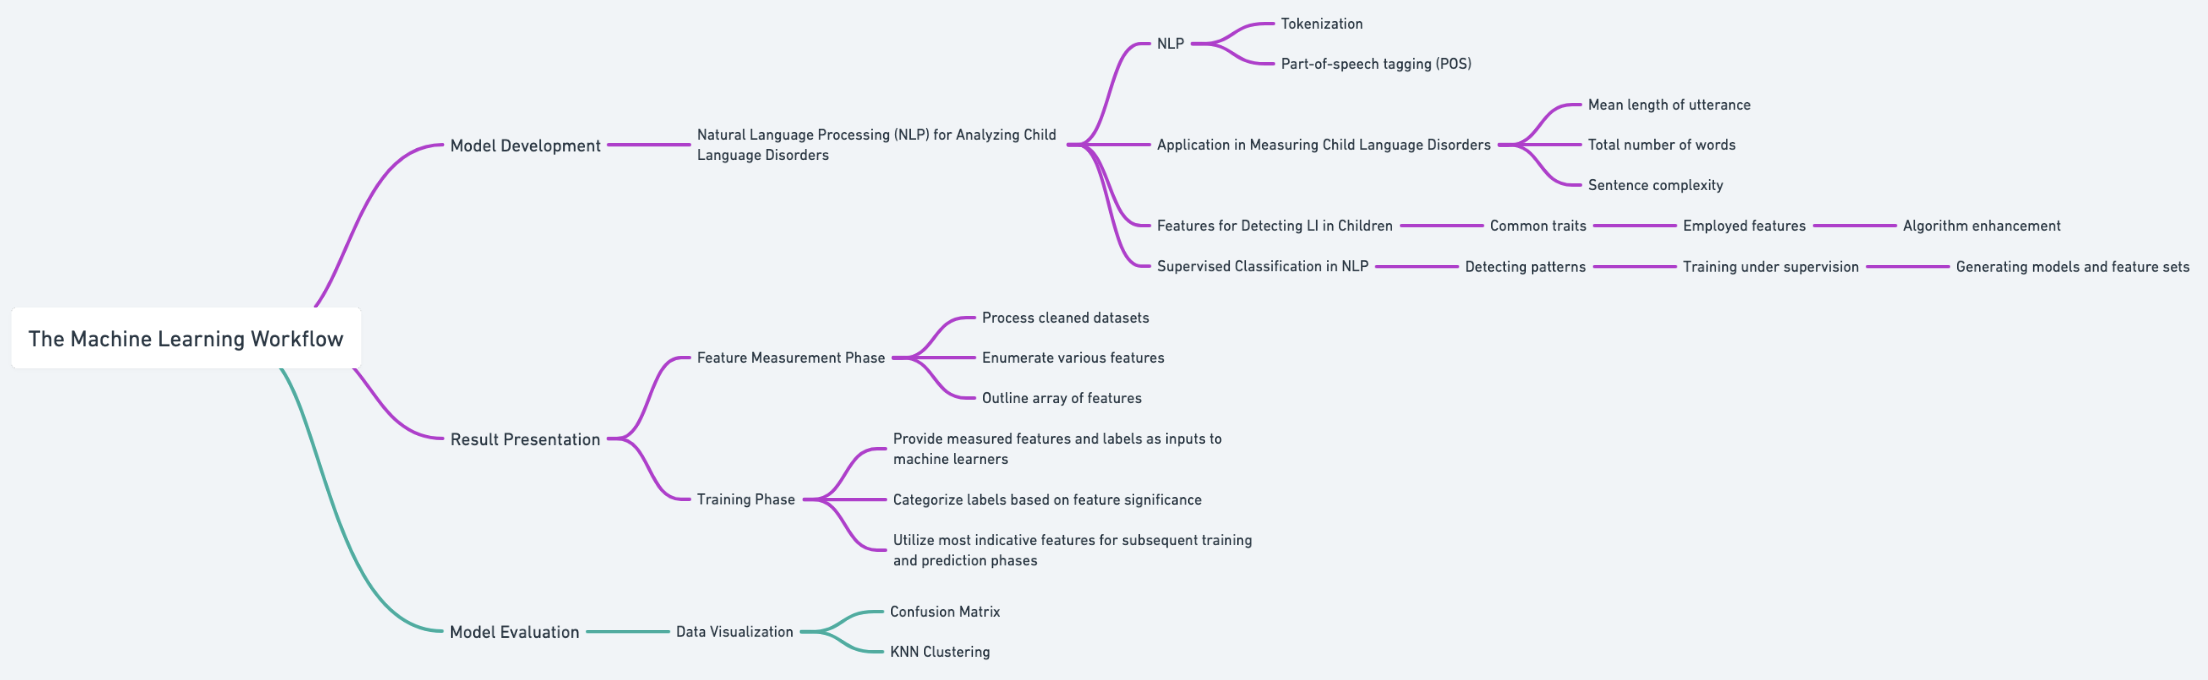 The Machine Learning Workflow
Model Development
Natural Language Processing (NLP) for Analyzing Child
Language Disorders
NLP
Tokenization
Part-of-speech tagging (POS)
Application in Measuring Child Language Disorders
Mean length of utterance
Total number of words
Sentence complexity
Features for Detecting LI in Children
Common traits
Employed features
Algorithm enhancement
Supervised Classification in NLP
Detecting patterns
Training under supervision
Generating models and feature sets
Result Presentation
Feature Measurement Phase
Process cleaned datasets
Enumerate various features
Outline array of features
Training Phase
Provide measured features and labels as inputs to
machine learners
Categorize labels based on feature significance
Utilize most indicative features for subsequent training
and prediction phases
Model Evaluation
Data Visualization
Confusion Matrix
KNN Clustering